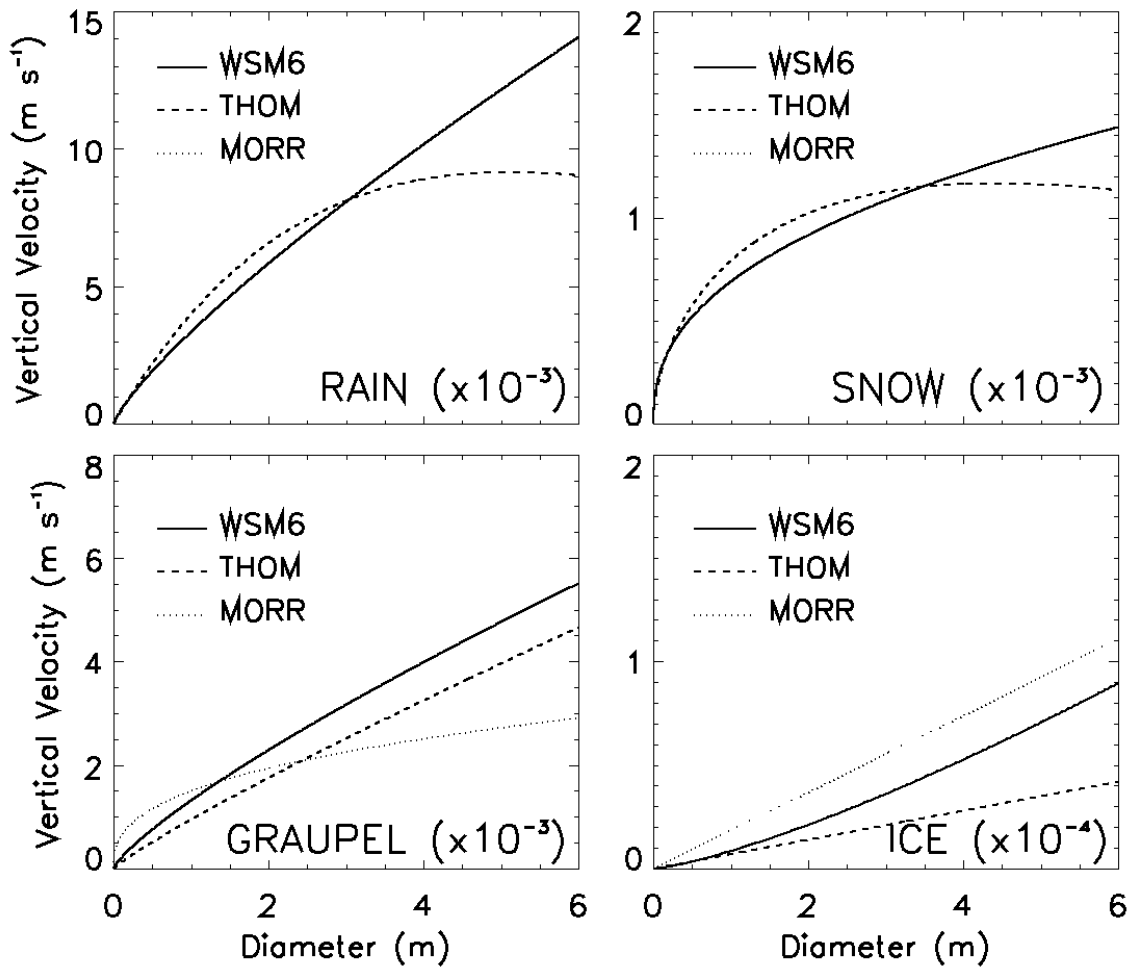 Vertical Velocity (m s⁻¹)
15
10
5
0
WSM6
THOM
MORR
RAIN (x10⁻³)
2
1
0
WSM6
THOM
MORR
SNOW (x10⁻³)
Vertical Velocity (m s⁻¹)
8
6
4
2
0
WSM6
THOM
MORR
GRAUPEL (x10⁻³)
0 2 4 6
Diameter (m)
2
1
0
WSM6
THOM
MORR
ICE (x10⁻⁴)
0 2 4 6
Diameter (m)